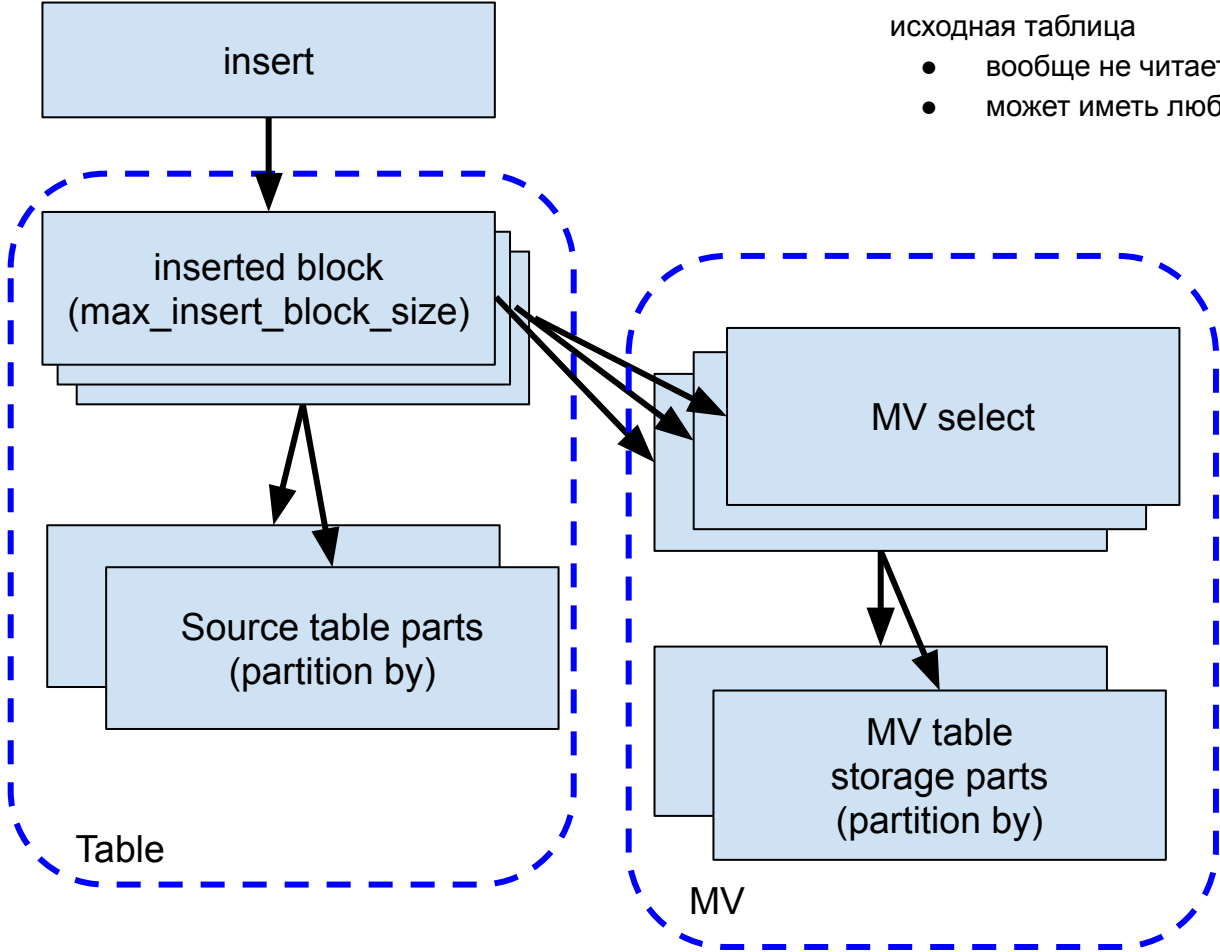 insert
исходная таблица
● вообще не читает
● может иметь люб
inserted block
(max_insert_block_size)
MV select
Source table parts
(partition by)
MV table
storage parts
(partition by)
Table
MV